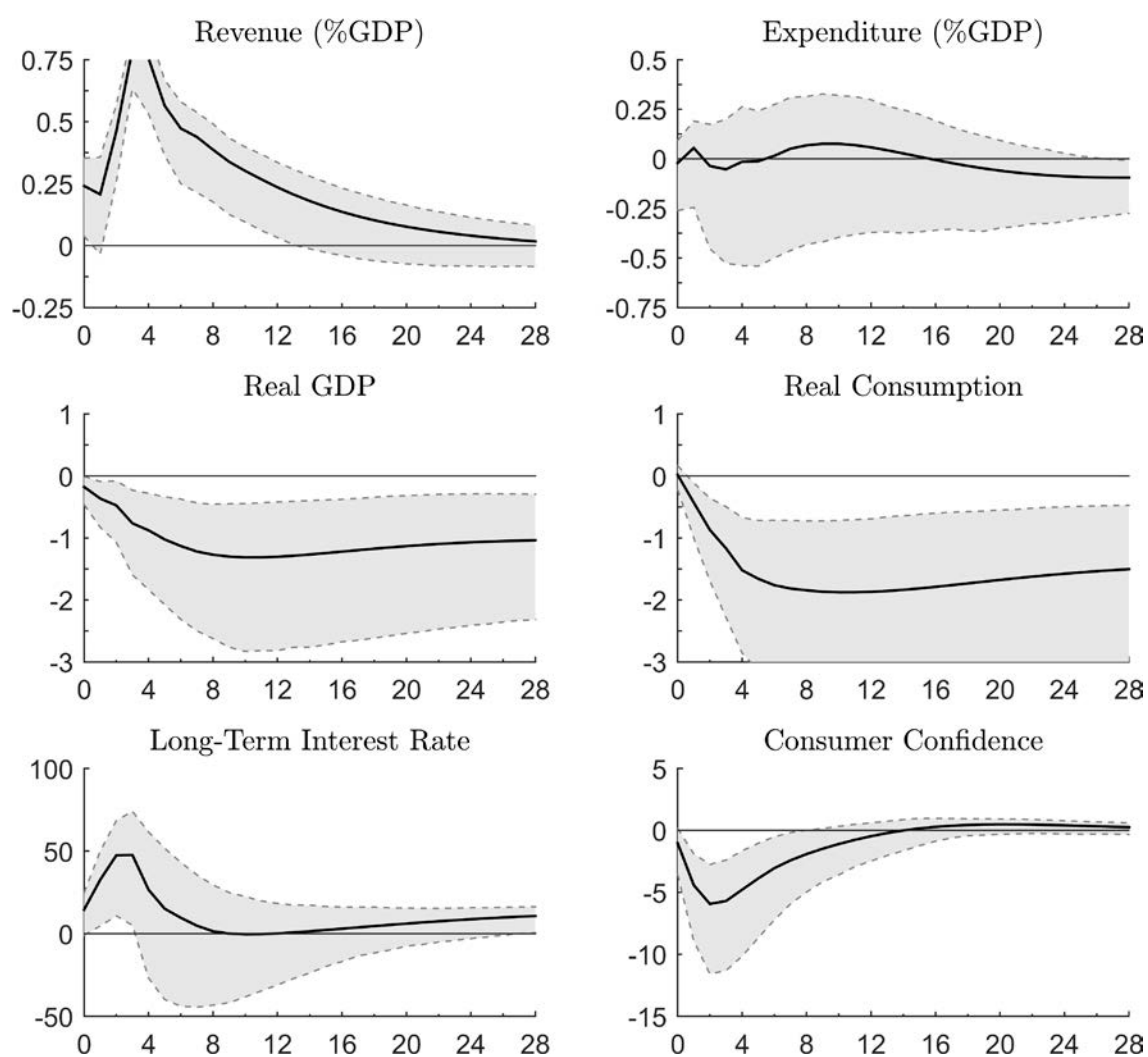 Revenue (%GDP)
0.75
0.5
0.25
0
-0.25
0 4 8 12 16 20 24 28
Expenditure (%GDP)
0.5
0.25
0
-0.25
-0.5
-0.75
0 4 8 12 16 20 24 28
Real GDP
1
0
-1
-2
-3
0 4 8 12 16 20 24 28
Real Consumption
1
0
-1
-2
-3
0 4 8 12 16 20 24 28
Long-Term Interest Rate
100
50
0
-50
0 4 8 12 16 20 24 28
Consumer Confidence
5
0
-5
-10
-15
0 4 8 12 16 20 24 28